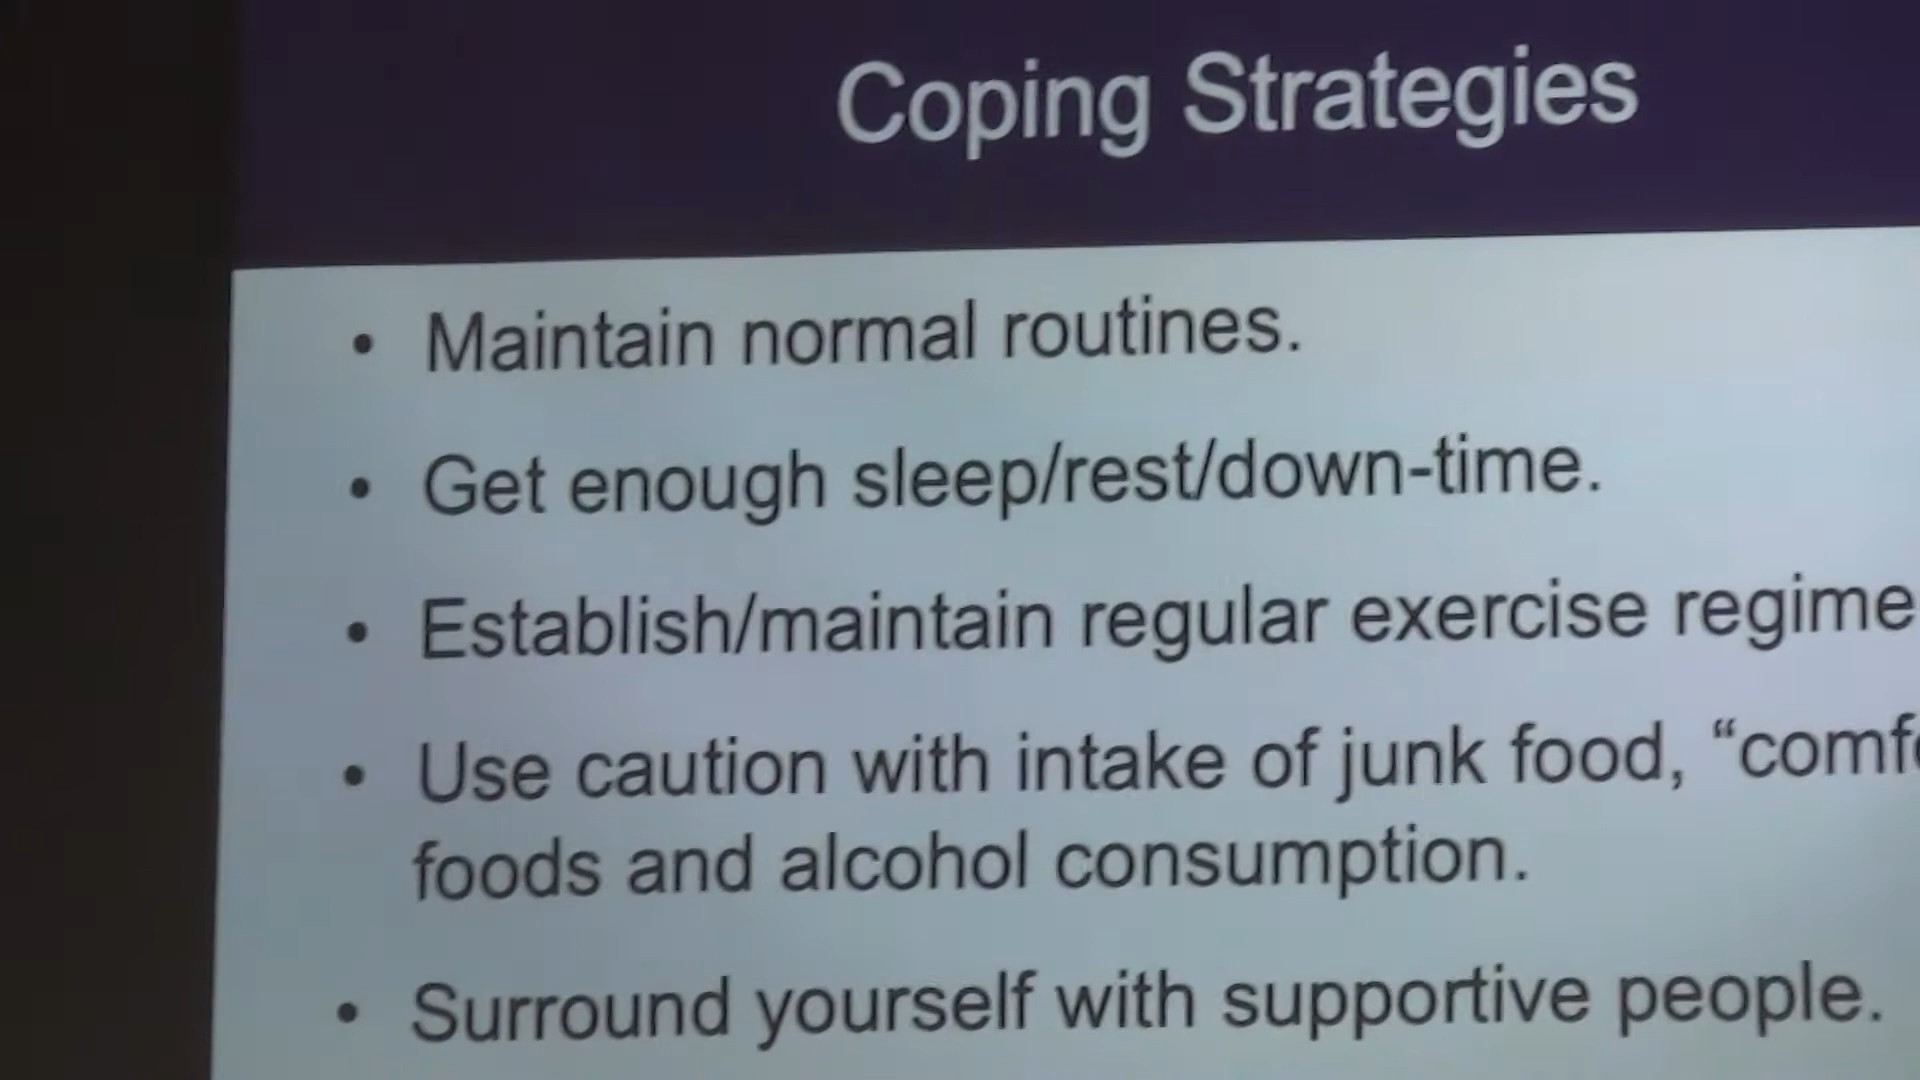 Coping Strategies
• Maintain normal routines.
• Get enough sleep/rest/down-time.
• Establish/maintain regular exercise regime
• Use caution with intake of junk food,
foods and alcohol consumption.
• Surround yourself with supportive people.